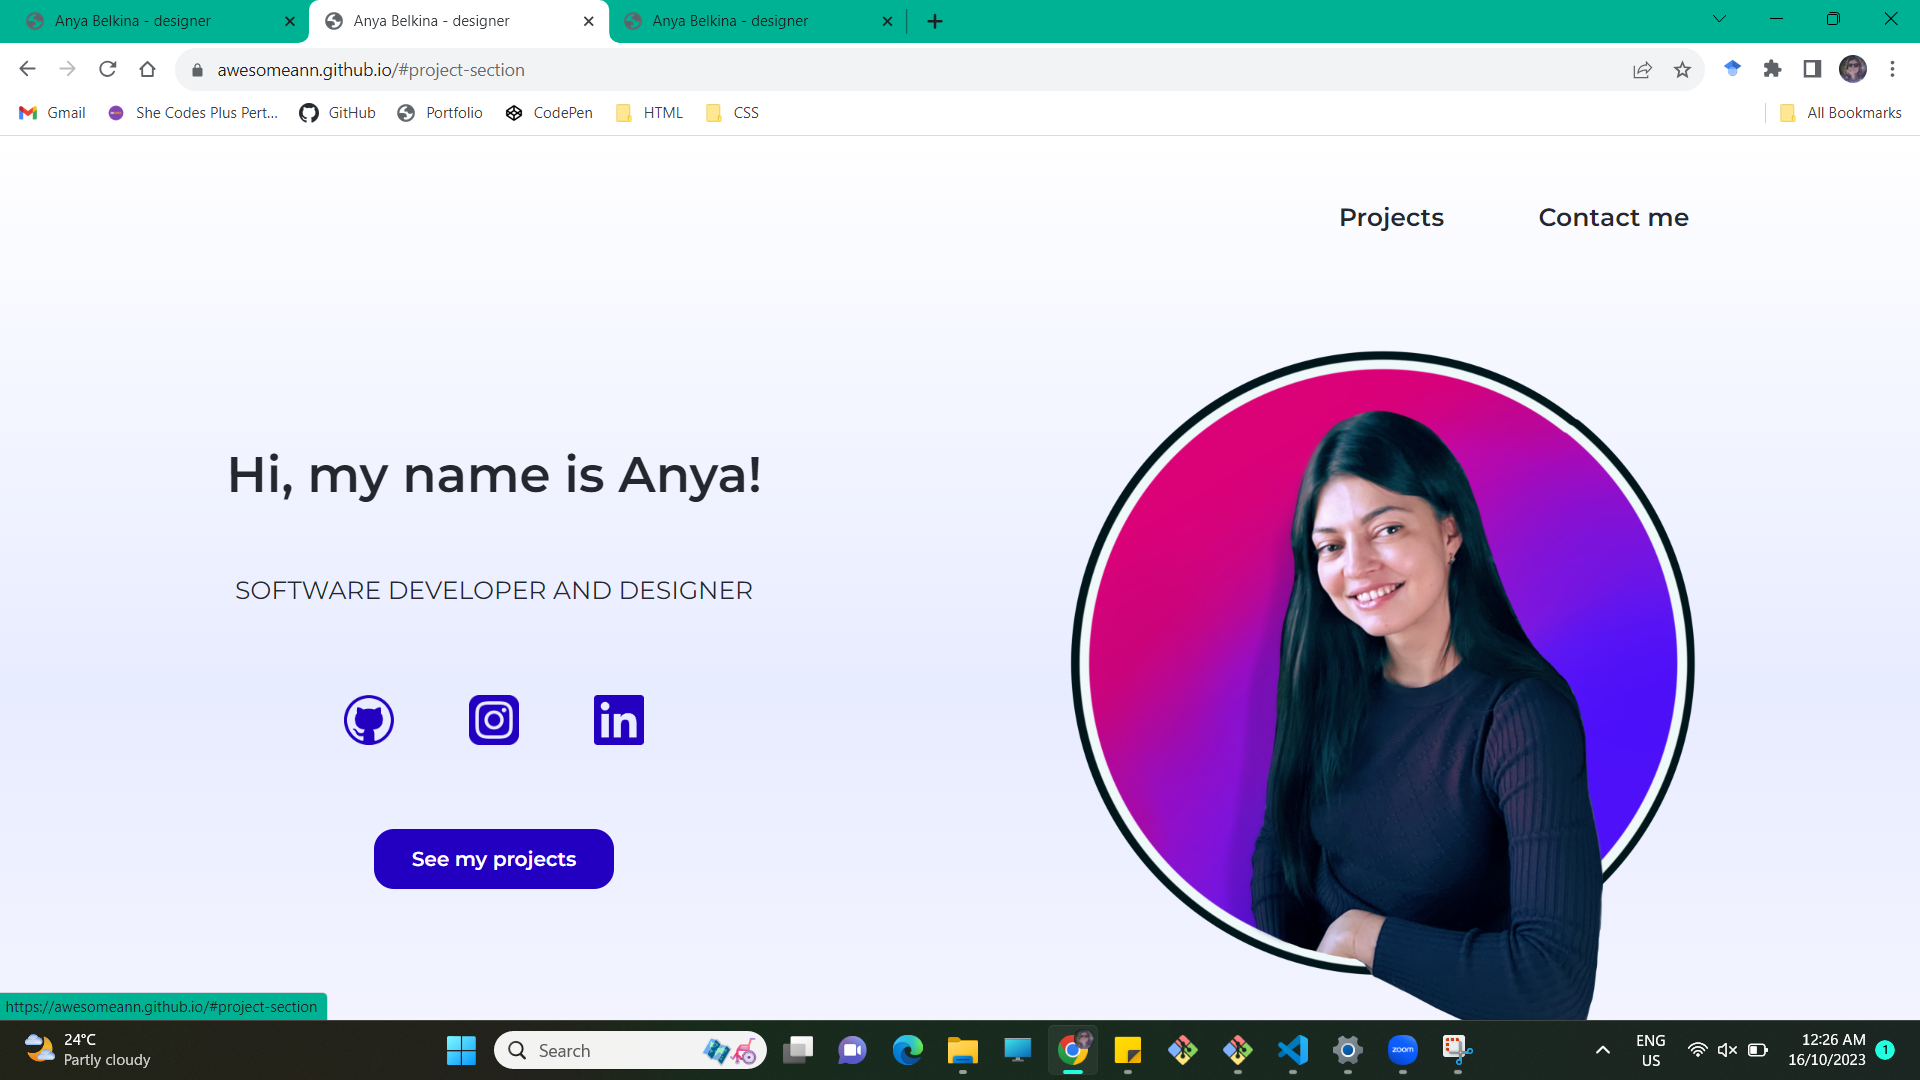 Anya Belkina - designer
Anya Belkina - designer
Anya Belkina - designer
awesomeann.github.io/#project-section
Gmail
She Codes Plus Pert...
GitHub
Portfolio
CodePen
HTML
CSS
All Bookmarks
Projects
Contact me
Hi, my name is Anya!
SOFTWARE DEVELOPER AND DESIGNER
in
See my projects
https://awesomeann.github.io/#project-section
24°C
Partly cloudy
Search
zoom
ENG
US
12:26 AM
16/10/2023
1